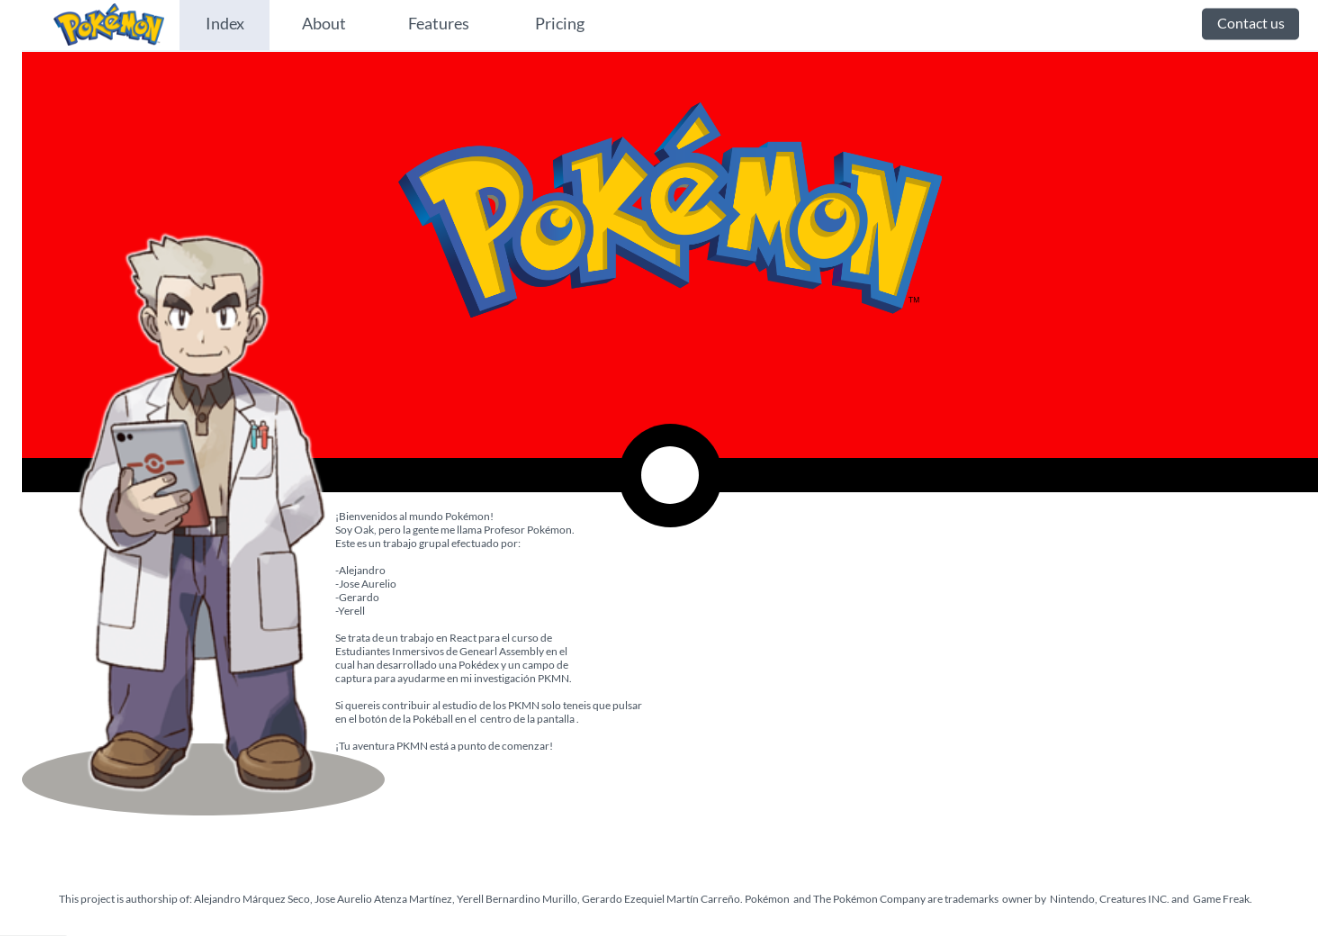 POKéMON
Index
About
Features
Pricing
Contact us
POKéMON
TM
¡Bienvenidos al mundo Pokémon!
Soy Oak, pero la gente me llama Profesor Pokémon.
Este es un trabajo grupal efectuado por:
-Alejandro
-Jose Aurelio
-Gerardo
-Yerell
Se trata de un trabajo en React para el curso de
Estudiantes Inmersivos de Genearl Assembly en el
cual han desarrollado una Pokédex y un campo de
captura para ayudarme en mi investigación PKMN.
Si quereis contribuir al estudio de los PKMN solo teneis que pulsar
en el botón de la Pokéball en el centro de la pantalla .
¡Tu aventura PKMN está a punto de comenzar!
This project is authorship of: Alejandro Márquez Seco, Jose Aurelio Atenza Martínez, Yerell Bernardino Murillo, Gerardo Ezequiel Martín Carreño. Pokémon and The Pokémon Company are trademarks owner by Nintendo, Creatures INC. and Game Freak.